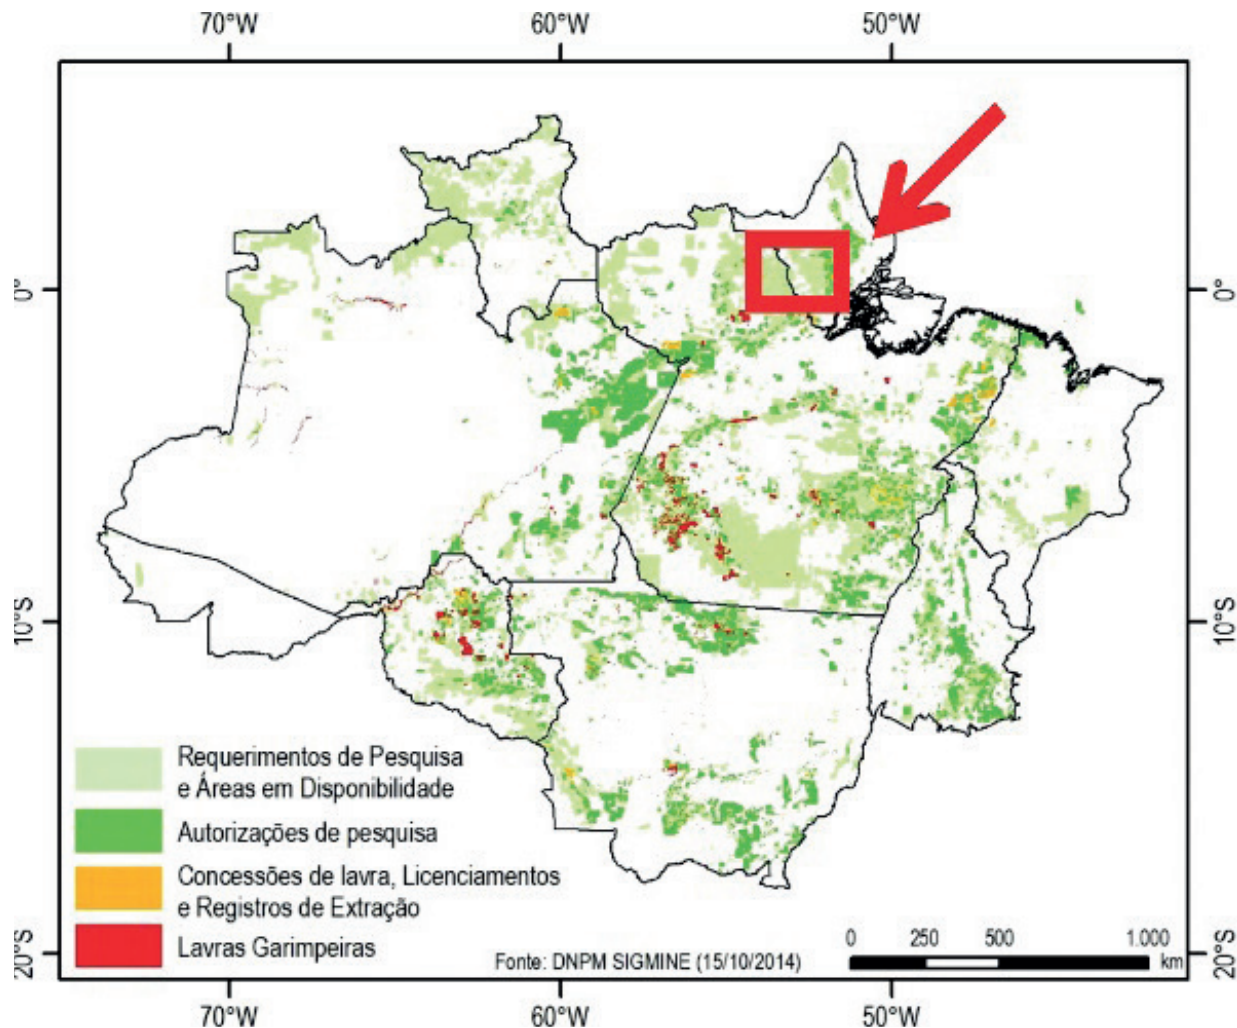 70°W 60°W 50°W
0° 0°
10°S 10°S
20°S 20°S
Requerimentos de Pesquisa
e Áreas em Disponibilidade
Autorizações de pesquisa
Concessões de lavra, Licenciamentos
e Registros de Extração
Lavras Garimpeiras
Fonte: DNPM SIGMINE (15/10/2014)
0 250 500 1.000
km
70°W 60°W 50°W